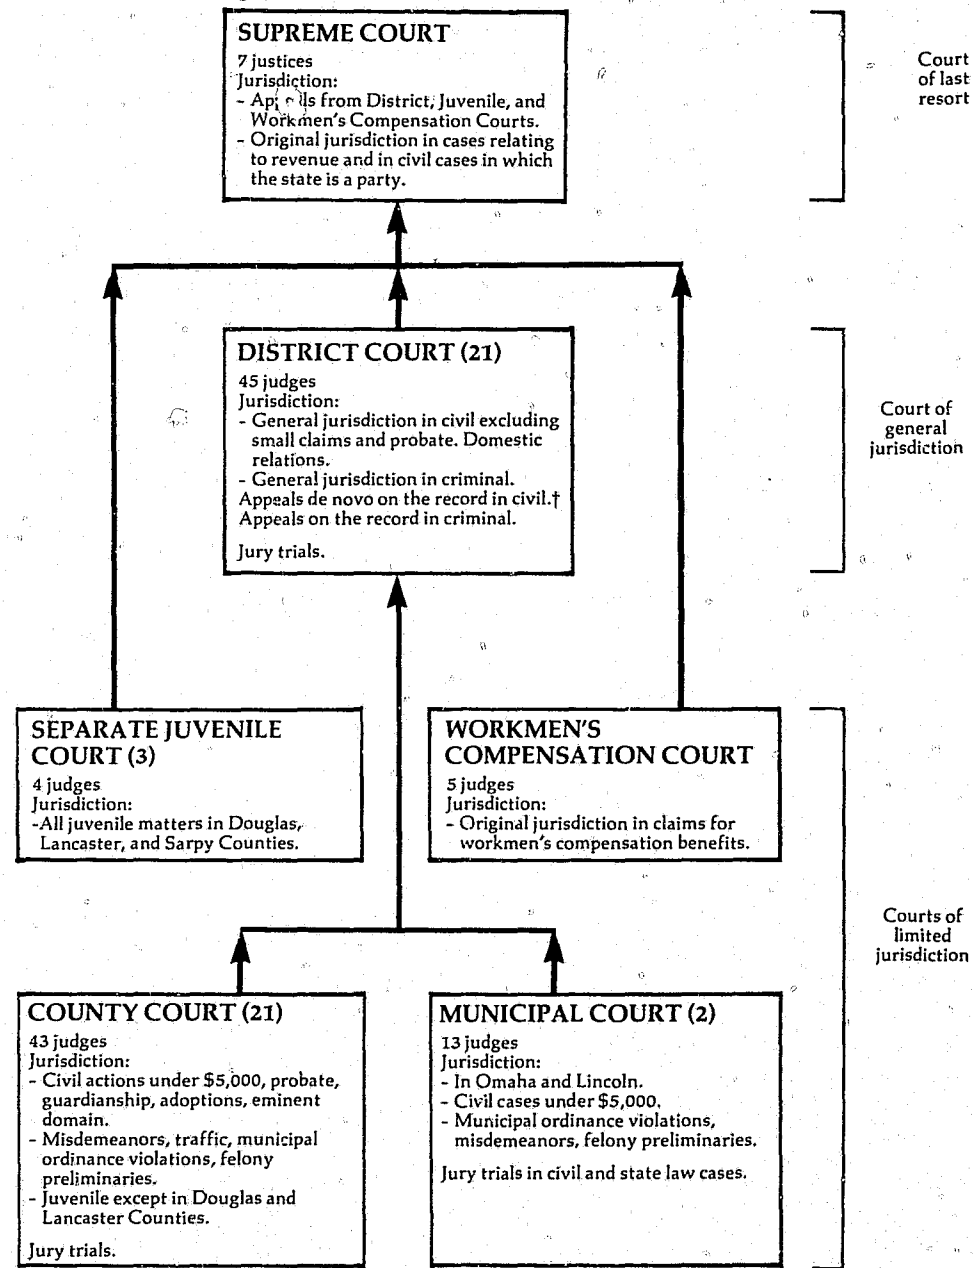 SUPREME COURT
7 justices
Jurisdiction:
- from District, Juvenile, and
Workmen's Compensation Courts.
- Original jurisdiction in cases relating
to revenue and in civil cases in which
the state is a party.
Court
of last
resort
DISTRICT COURT (21)
45 judges
Jurisdiction:
- General jurisdiction in civil excluding
small claims and probate. Domestic
relations.
- General jurisdiction in criminal.
Appeals de novo on the record in civil.†
Appeals on the record in criminal.
Jury trials.
Court of
general
jurisdiction
SEPARATE JUVENILE
COURT (3)
4 judges
Jurisdiction:
-All juvenile matters in Douglas,
Lancaster, and Sarpy Counties.
WORKMEN'S
COMPENSATION COURT
5 judges
Jurisdiction:
- Original jurisdiction in claims for
workmen's compensation benefits.
Courts of
limited
jurisdiction
COUNTY COURT (21)
43 judges
Jurisdiction:
- Civil actions under $5,000, probate,
guardianship, adoptions, eminent
domain.
- Misdemeanors, traffic, municipal
ordinance violations, felony
preliminaries.
- Juvenile except in Douglas and
Lancaster Counties.
Jury trials.
MUNICIPAL COURT (2)
13 judges
Jurisdiction:
- In Omaha and Lincoln.
- Civil cases under $5,000.
- Municipal ordinance violations,
misdemeanors, felony preliminaries.
Jury trials in civil and state law cases.